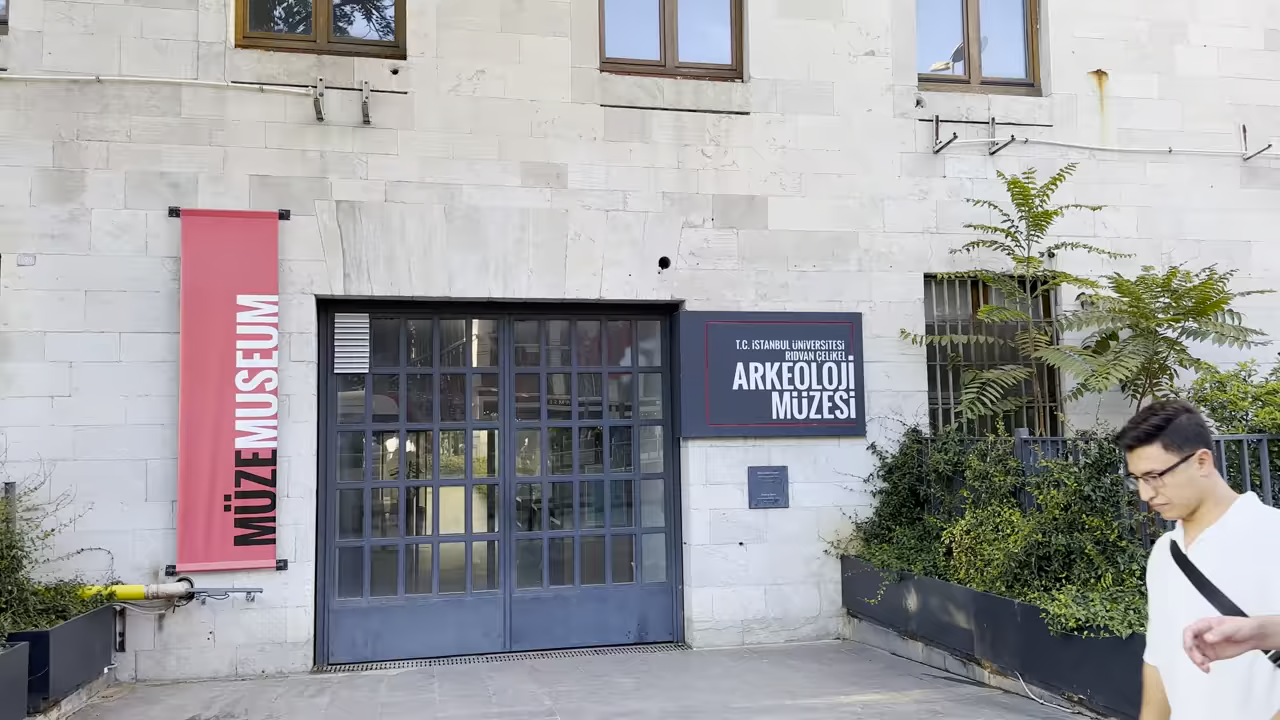 MÜZEMUSEUM
T.C. İSTANBUL ÜNİVERSİTESİ
RIDVAN ÇELİKEL
ARKEOLOJİ
MÜZESİ